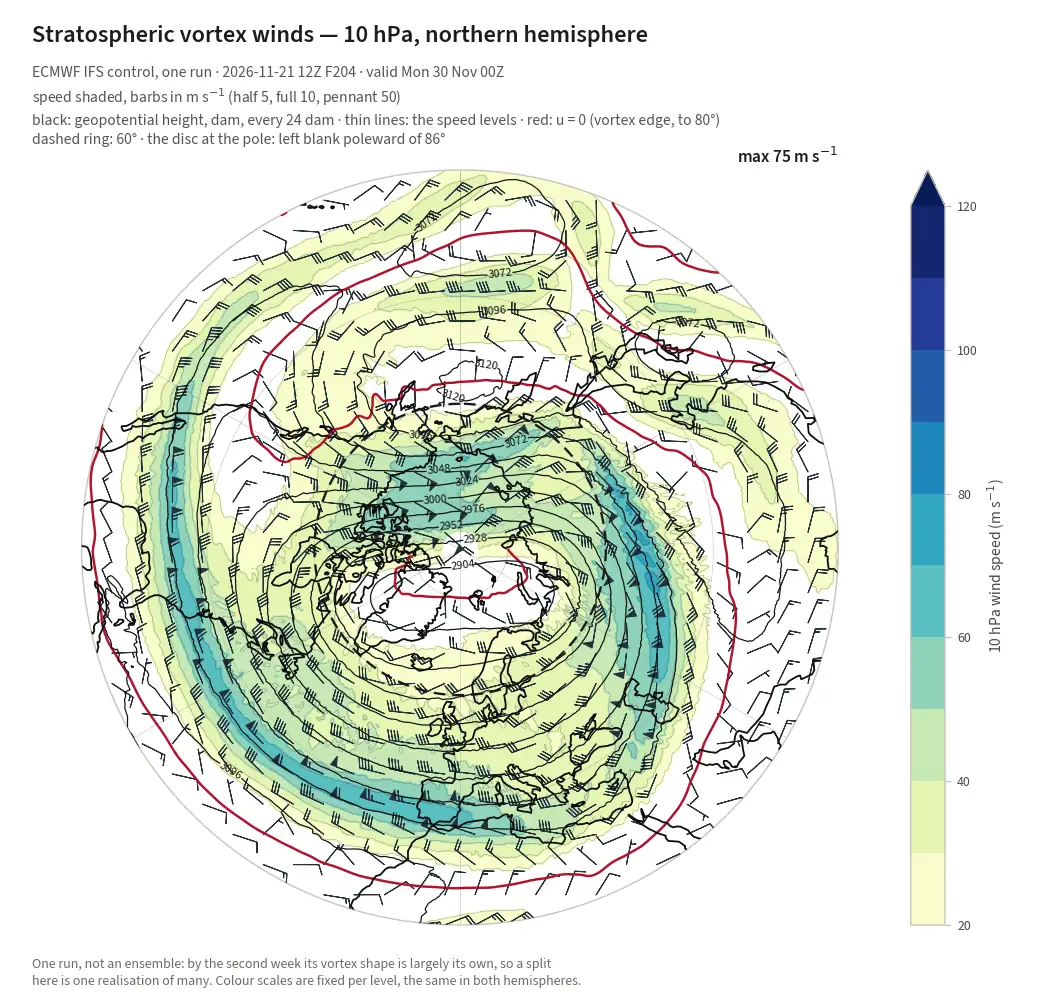 Stratospheric vortex winds — 10 hPa, northern hemisphere
ECMWF IFS control, one run · 2026-11-21 12Z F204 · valid Mon 30 Nov 00Z
speed shaded, barbs in m s⁻¹ (half 5, full 10, pennant 50)
black: geopotential height, dam, every 24 dam · thin lines: the speed levels · red: u = 0 (vortex edge, to 80°)
dashed ring: 60° · the disc at the pole: left blank poleward of 86°
max 75 m s⁻¹
120
100
80
60
40
20
10 hPa wind speed (m s⁻¹)
3072
3096
3120
3120
3072
3048
3024
3000
2976
2952
2928
2904
3096
One run, not an ensemble: by the second week its vortex shape is largely its own, so a split
here is one realisation of many. Colour scales are fixed per level, the same in both hemispheres.